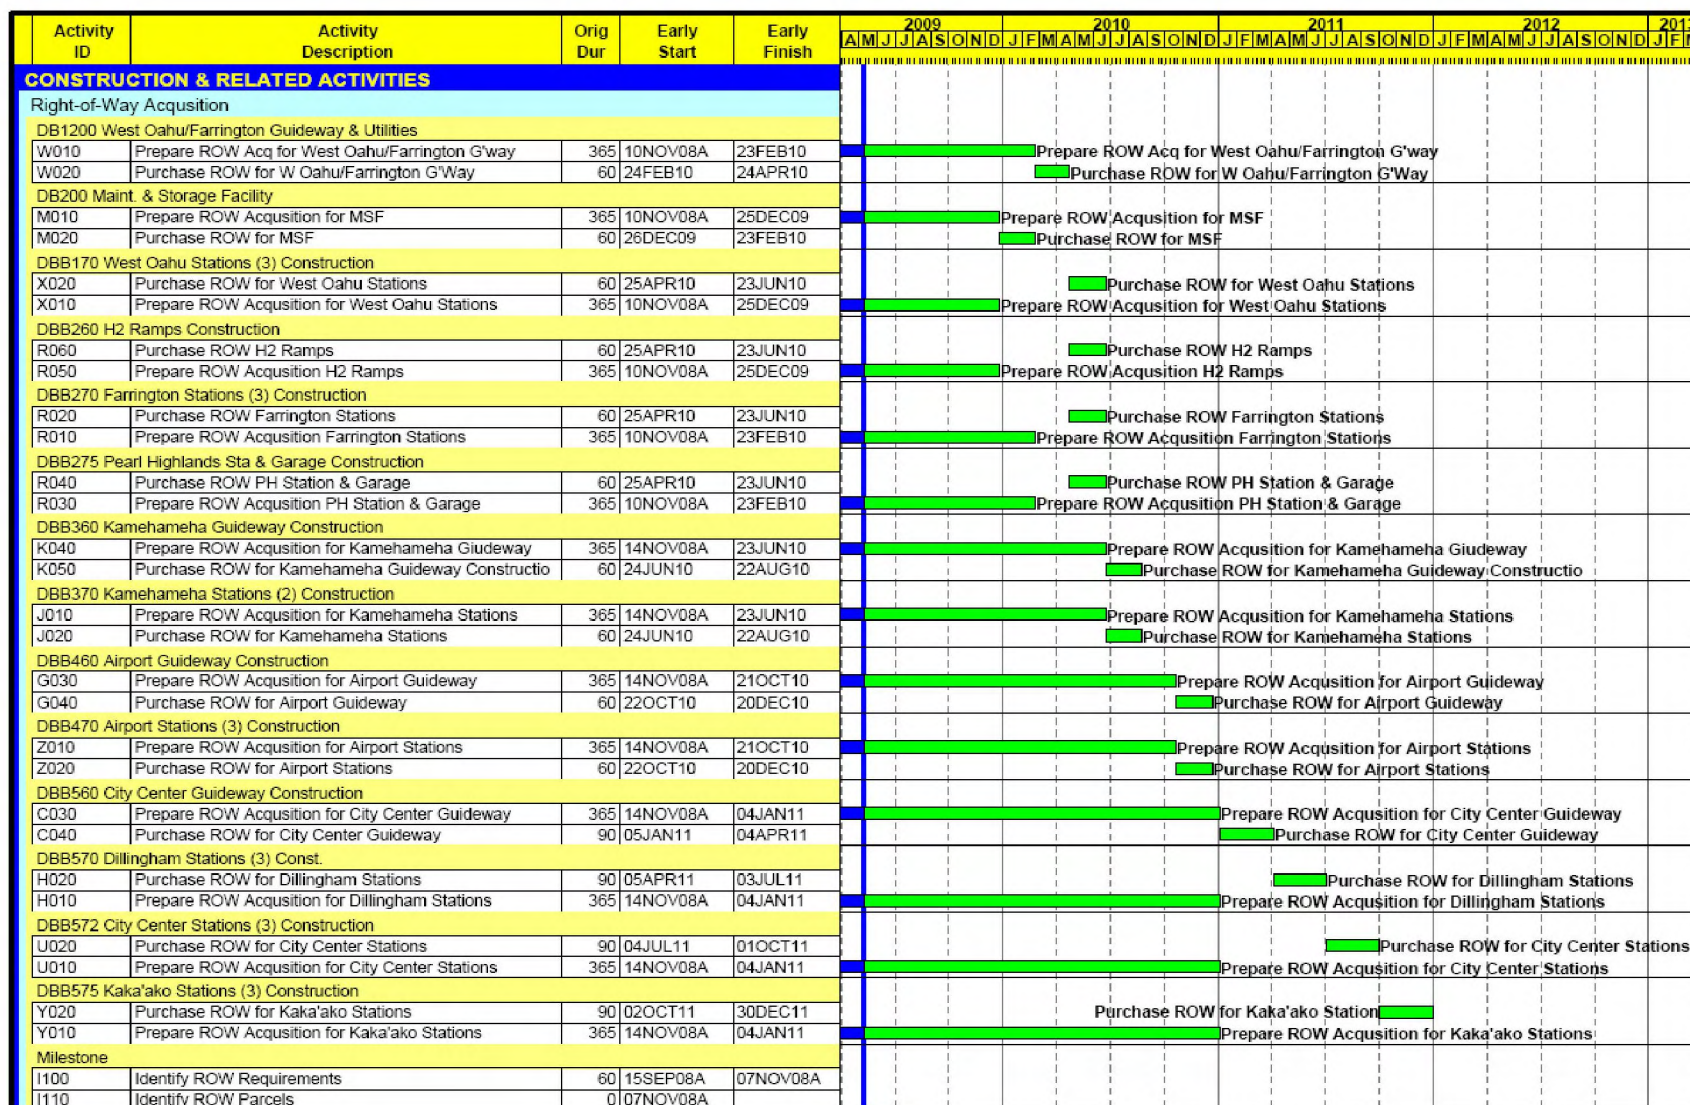 Activity ID Activity Description Orig Dur Early Start Early Finish 2009 2010 2011 2012 2013
A M J J A S O N D J F M A M J J A S O N D J F M A M J J A S O N D J F M A M J J A S O N D J F M
CONSTRUCTION & RELATED ACTIVITIES
Right-of-Way Acqusition
DB1200 West Oahu/Farrington Guideway & Utilities
W010 Prepare ROW Acq for West Oahu/Farrington G'way 365 10NOV08A 23FEB10 Prepare ROW Acq for West Oahu/Farrington G'way
W020 Purchase ROW for W Oahu/Farrington G'Way 60 24FEB10 24APR10 Purchase ROW for W Oahu/Farrington G'Way
DB200 Maint. & Storage Facility
M010 Prepare ROW Acqusition for MSF 365 10NOV08A 25DEC09 Prepare ROW Acqusition for MSF
M020 Purchase ROW for MSF 60 26DEC09 23FEB10 Purchase ROW for MSF
DBB170 West Oahu Stations (3) Construction
X020 Purchase ROW for West Oahu Stations 60 25APR10 23JUN10 Purchase ROW for West Oahu Stations
X010 Prepare ROW Acqusition for West Oahu Stations 365 10NOV08A 25DEC09 Prepare ROW Acqusition for West Oahu Stations
DBB260 H2 Ramps Construction
R060 Purchase ROW H2 Ramps 60 25APR10 23JUN10 Purchase ROW H2 Ramps
R050 Prepare ROW Acqusition H2 Ramps 365 10NOV08A 25DEC09 Prepare ROW Acqusition H2 Ramps
DBB270 Farrington Stations (3) Construction
R020 Purchase ROW Farrington Stations 60 25APR10 23JUN10 Purchase ROW Farrington Stations
R010 Prepare ROW Acqusition Farrington Stations 365 10NOV08A 23FEB10 Prepare ROW Acqusition Farrington Stations
DBB275 Pearl Highlands Sta & Garage Construction
R040 Purchase ROW PH Station & Garage 60 25APR10 23JUN10 Purchase ROW PH Station & Garage
R030 Prepare ROW Acqusition PH Station & Garage 365 10NOV08A 23FEB10 Prepare ROW Acqusition PH Station & Garage
DBB360 Kamehameha Guideway Construction
K040 Prepare ROW Acqusition for Kamehameha Giudeway 365 14NOV08A 23JUN10 Prepare ROW Acqusition for Kamehameha Giudeway
K050 Purchase ROW for Kamehameha Guideway Constructio 60 24JUN10 22AUG10 Purchase ROW for Kamehameha Guideway Constructio
DBB370 Kamehameha Stations (2) Construction
J010 Prepare ROW Acqusition for Kamehameha Stations 365 14NOV08A 23JUN10 Prepare ROW Acqusition for Kamehameha Stations
J020 Purchase ROW for Kamehameha Stations 60 24JUN10 22AUG10 Purchase ROW for Kamehameha Stations
DBB460 Airport Guideway Construction
G030 Prepare ROW Acqusition for Airport Guideway 365 14NOV08A 21OCT10 Prepare ROW Acqusition for Airport Guideway
G040 Purchase ROW for Airport Guideway 60 22OCT10 20DEC10 Purchase ROW for Airport Guideway
DBB470 Airport Stations (3) Construction
Z010 Prepare ROW Acqusition for Airport Stations 365 14NOV08A 21OCT10 Prepare ROW Acqusition for Airport Stations
Z020 Purchase ROW for Airport Stations 60 22OCT10 20DEC10 Purchase ROW for Airport Stations
DBB560 City Center Guideway Construction
C030 Prepare ROW Acqusition for City Center Guideway 365 14NOV08A 04JAN11 Prepare ROW Acqusition for City Center Guideway
C040 Purchase ROW for City Center Guideway 90 05JAN11 04APR11 Purchase ROW for City Center Guideway
DBB570 Dillingham Stations (3) Const.
H020 Purchase ROW for Dillingham Stations 90 05APR11 03JUL11 Purchase ROW for Dillingham Stations
H010 Prepare ROW Acqusition for Dillingham Stations 365 14NOV08A 04JAN11 Prepare ROW Acqusition for Dillingham Stations
DBB572 City Center Stations (3) Construction
U020 Purchase ROW for City Center Stations 90 04JUL11 01OCT11 Purchase ROW for City Center Stations
U010 Prepare ROW Acqusition for City Center Stations 365 14NOV08A 04JAN11 Prepare ROW Acqusition for City Center Stations
DBB575 Kaka'ako Stations (3) Construction
Y020 Purchase ROW for Kaka'ako Stations 90 02OCT11 30DEC11 Purchase ROW for Kaka'ako Station
Y010 Prepare ROW Acqusition for Kaka'ako Stations 365 14NOV08A 04JAN11 Prepare ROW Acqusition for Kaka'ako Stations
Milestone
I100 Identify ROW Requirements 60 15SEP08A 07NOV08A
I110 Identify ROW Parcels 0 07NOV08A